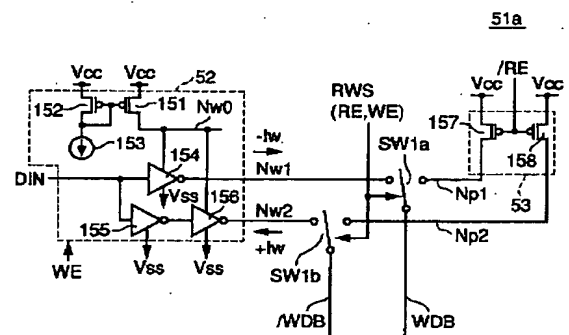 51a
Vcc Vcc 52 /RE Vcc
152 151 Nw0 RWS (RE,WE) Vcc
157
153 154 -Iw Nw1 SW1a 158
DIN Vss 156 Nw2 Np1 53
155 +Iw Np2
WE Vss Vss SW1b
/WDB WDB